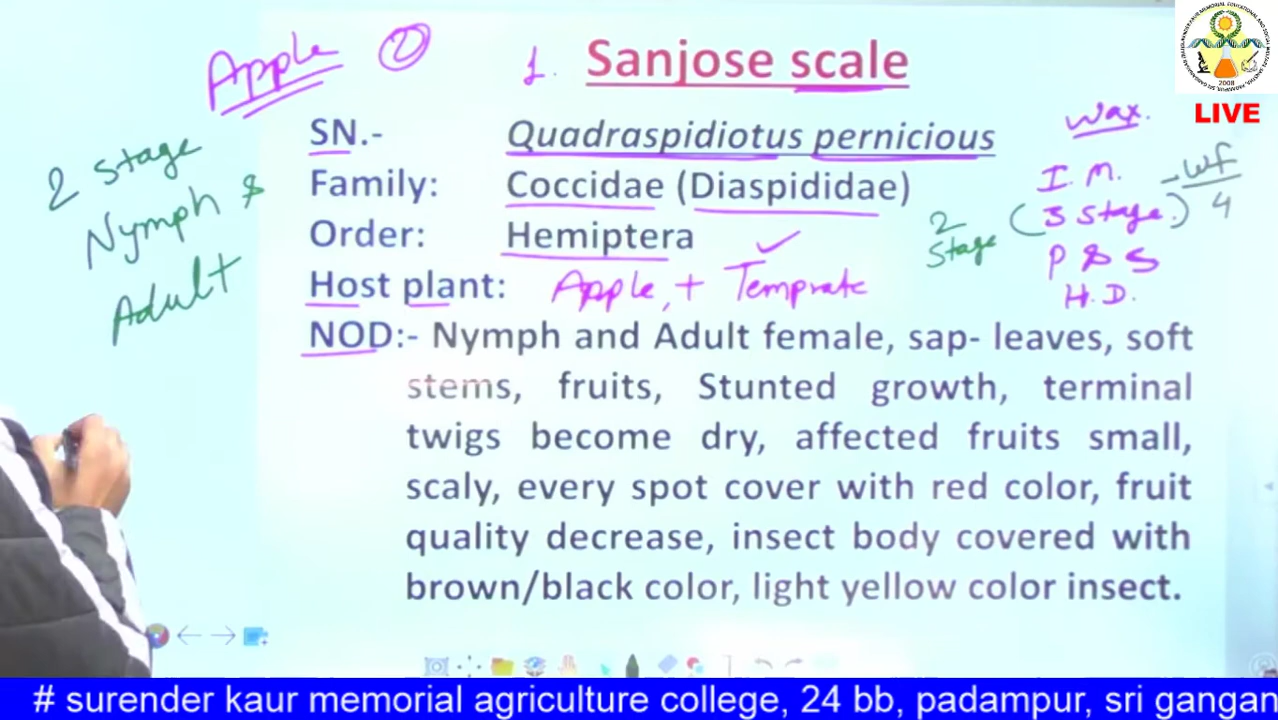 Apple 2
1. Sanjose scale
SN.- Quadraspidiotus pernicious
Family: Coccidae (Diaspididae)
Order: Hemiptera
Host plant: Apple, + Temprate
NOD:- Nymph and Adult female, sap- leaves, soft
stems, fruits, Stunted growth, terminal
twigs become dry, affected fruits small,
scaly, every spot cover with red color, fruit
quality decrease, insect body covered with
brown/black color, light yellow color insect.
2 Stage
Nymph &
Adult
Wax.
I. M.
(3 Stage.)
P & S
H. D.
2
Stage
- wf
4
2008
LIVE
# surender kaur memorial agriculture college, 24 bb, padampur, sri gangan